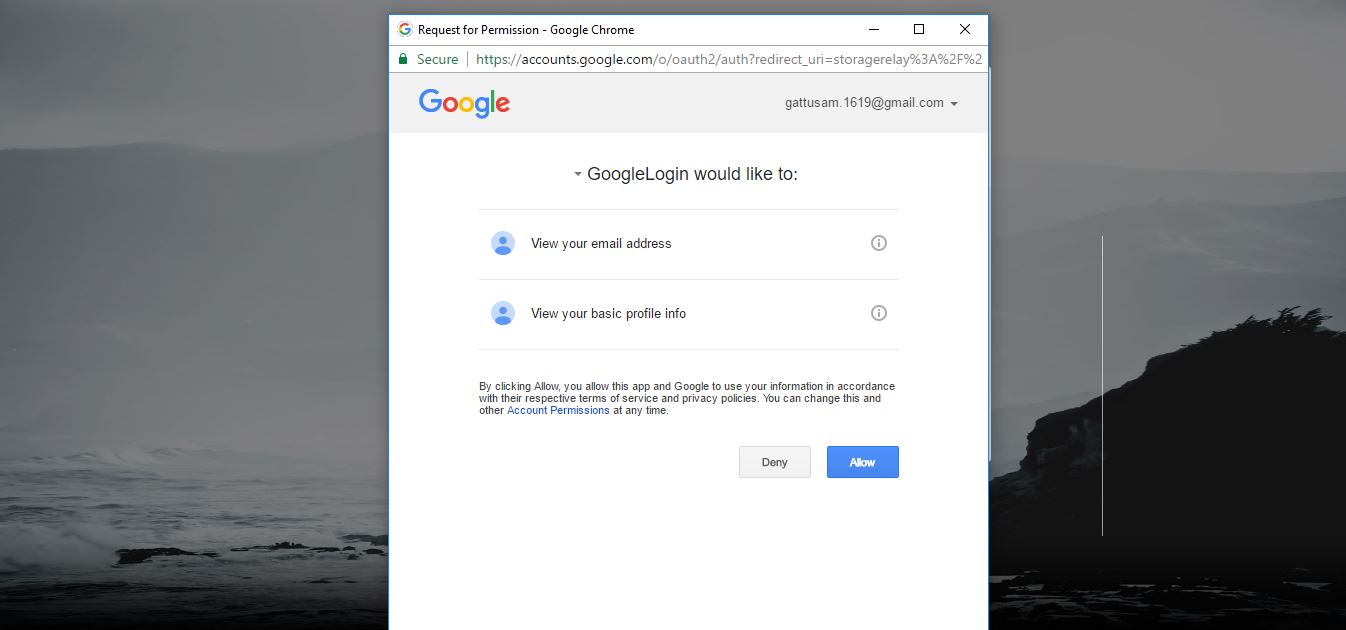 Request for Permission - Google Chrome
Secure https://accounts.google.com/o/oauth2/auth?redirect_uri=storagerelay%3A%2F%2
Google gattusam.1619@gmail.com
GoogleLogin would like to:
View your email address
View your basic profile info
By clicking Allow, you allow this app and Google to use your information in accordance
with their respective terms of service and privacy policies. You can change this and
other Account Permissions at any time.
Deny Allow